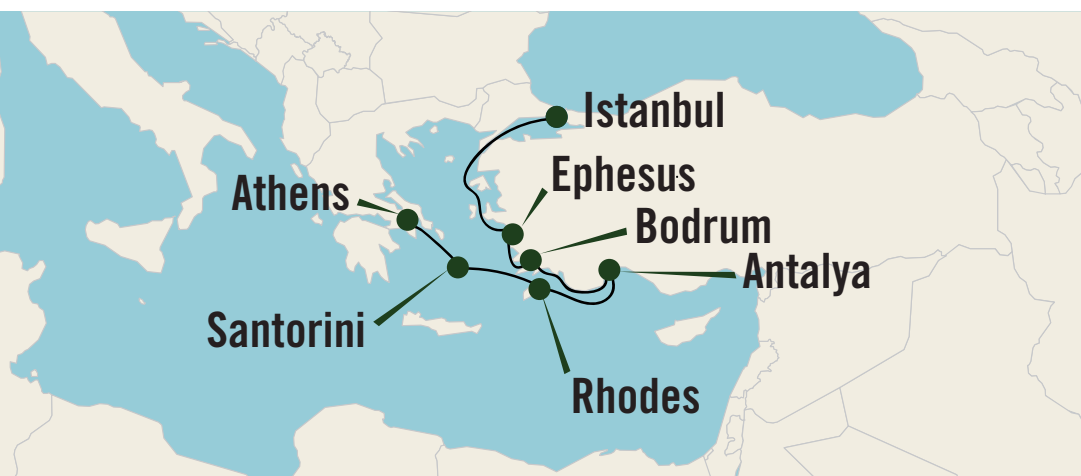 Istanbul
Ephesus
Athens
Bodrum
Antalya
Santorini
Rhodes